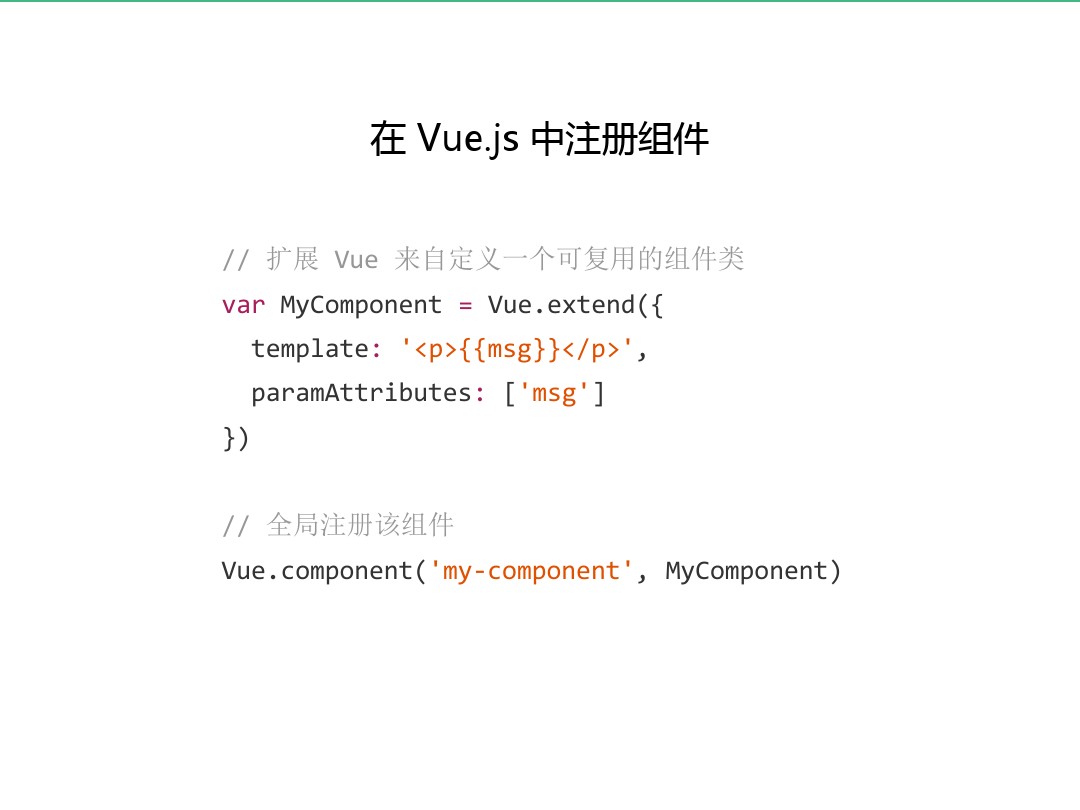 在 Vue.js 中注册组件
// 扩展 Vue 来自定义一个可复用的组件类
var MyComponent = Vue.extend({
  template: '<p>{{msg}}</p>',
  paramAttributes: ['msg']
})
// 全局注册该组件
Vue.component('my-component', MyComponent)